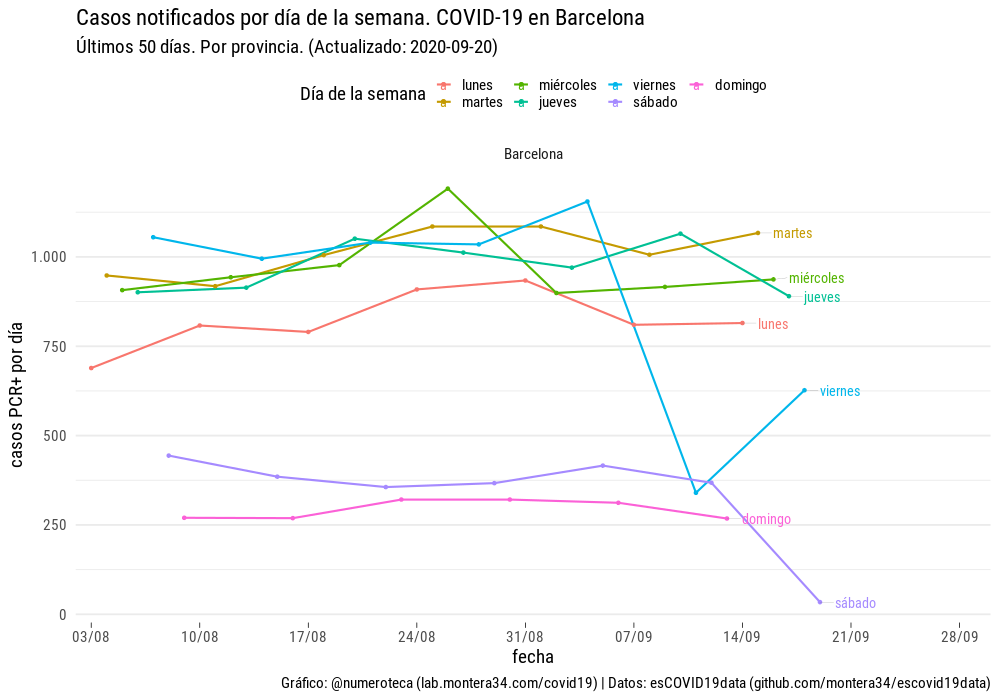 Casos notificados por día de la semana. COVID-19 en Barcelona
Últimos 50 días. Por provincia. (Actualizado: 2020-09-20)
Día de la semana
lunes
miércoles
viernes
domingo
martes
jueves
sábado
Barcelona
casos PCR+ por día
1.000
750
500
250
0
martes
miércoles
jueves
lunes
viernes
domingo
sábado
03/08
10/08
17/08
24/08
31/08
07/09
14/09
21/09
28/09
fecha
Gráfico: @numeroteca (lab.montera34.com/covid19) | Datos: esCOVID19data (github.com/montera34/escovid19data)